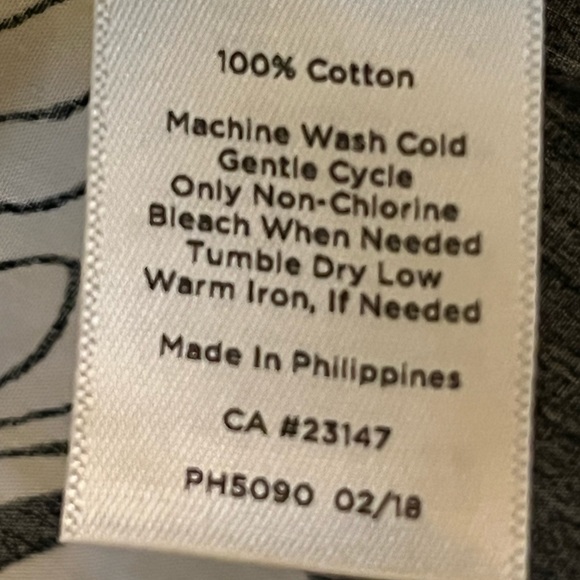 100% Cotton
Machine Wash Cold
Gentle Cycle
Only Non-Chlorine
Bleach When Needed
Tumble Dry Low
Warm Iron, If Needed
Made In Philippines
CA #23147
PH5090 02/18